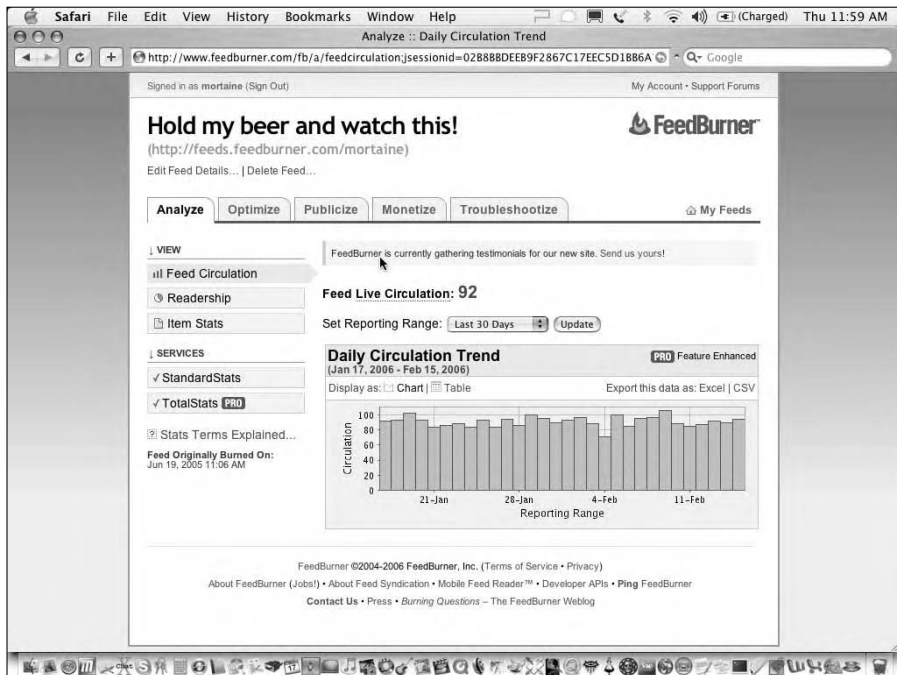 Safari File Edit View History Bookmarks Window Help (Charged) Thu 11:59 AM
Analyze :: Daily Circulation Trend
http://www.feedburner.com/fb/a/feedcirculation;jsessionid=02B8BBDEEB9F2867C17EEC5D1BB6A Google
Signed in as mortaine (Sign Out) My Account • Support Forums
Hold my beer and watch this! FeedBurner™
(http://feeds.feedburner.com/mortaine)
Edit Feed Details... | Delete Feed...
Analyze Optimize Publicize Monetize Troubleshootize My Feeds
↓ VIEW
Feed Circulation
Readership
Item Stats
↓ SERVICES
√ StandardStats
√ TotalStats PRO
? Stats Terms Explained...
Feed Originally Burned On:
Jun 19, 2005 11:06 AM
FeedBurner is currently gathering testimonials for our new site. Send us yours!
Feed Live Circulation: 92
Set Reporting Range: Last 30 Days Update
Daily Circulation Trend PRO Feature Enhanced
(Jan 17, 2006 - Feb 15, 2006)
Display as: Chart | Table Export this data as: Excel | CSV
Circulation
100
80
60
40
20
0
21-Jan 28-Jan 4-Feb 11-Feb
Reporting Range
FeedBurner ©2004-2006 FeedBurner, Inc. (Terms of Service • Privacy)
About FeedBurner (Jobs!) • About Feed Syndication • Mobile Feed Reader™ • Developer APIs • Ping FeedBurner
Contact Us • Press • Burning Questions – The FeedBurner Weblog